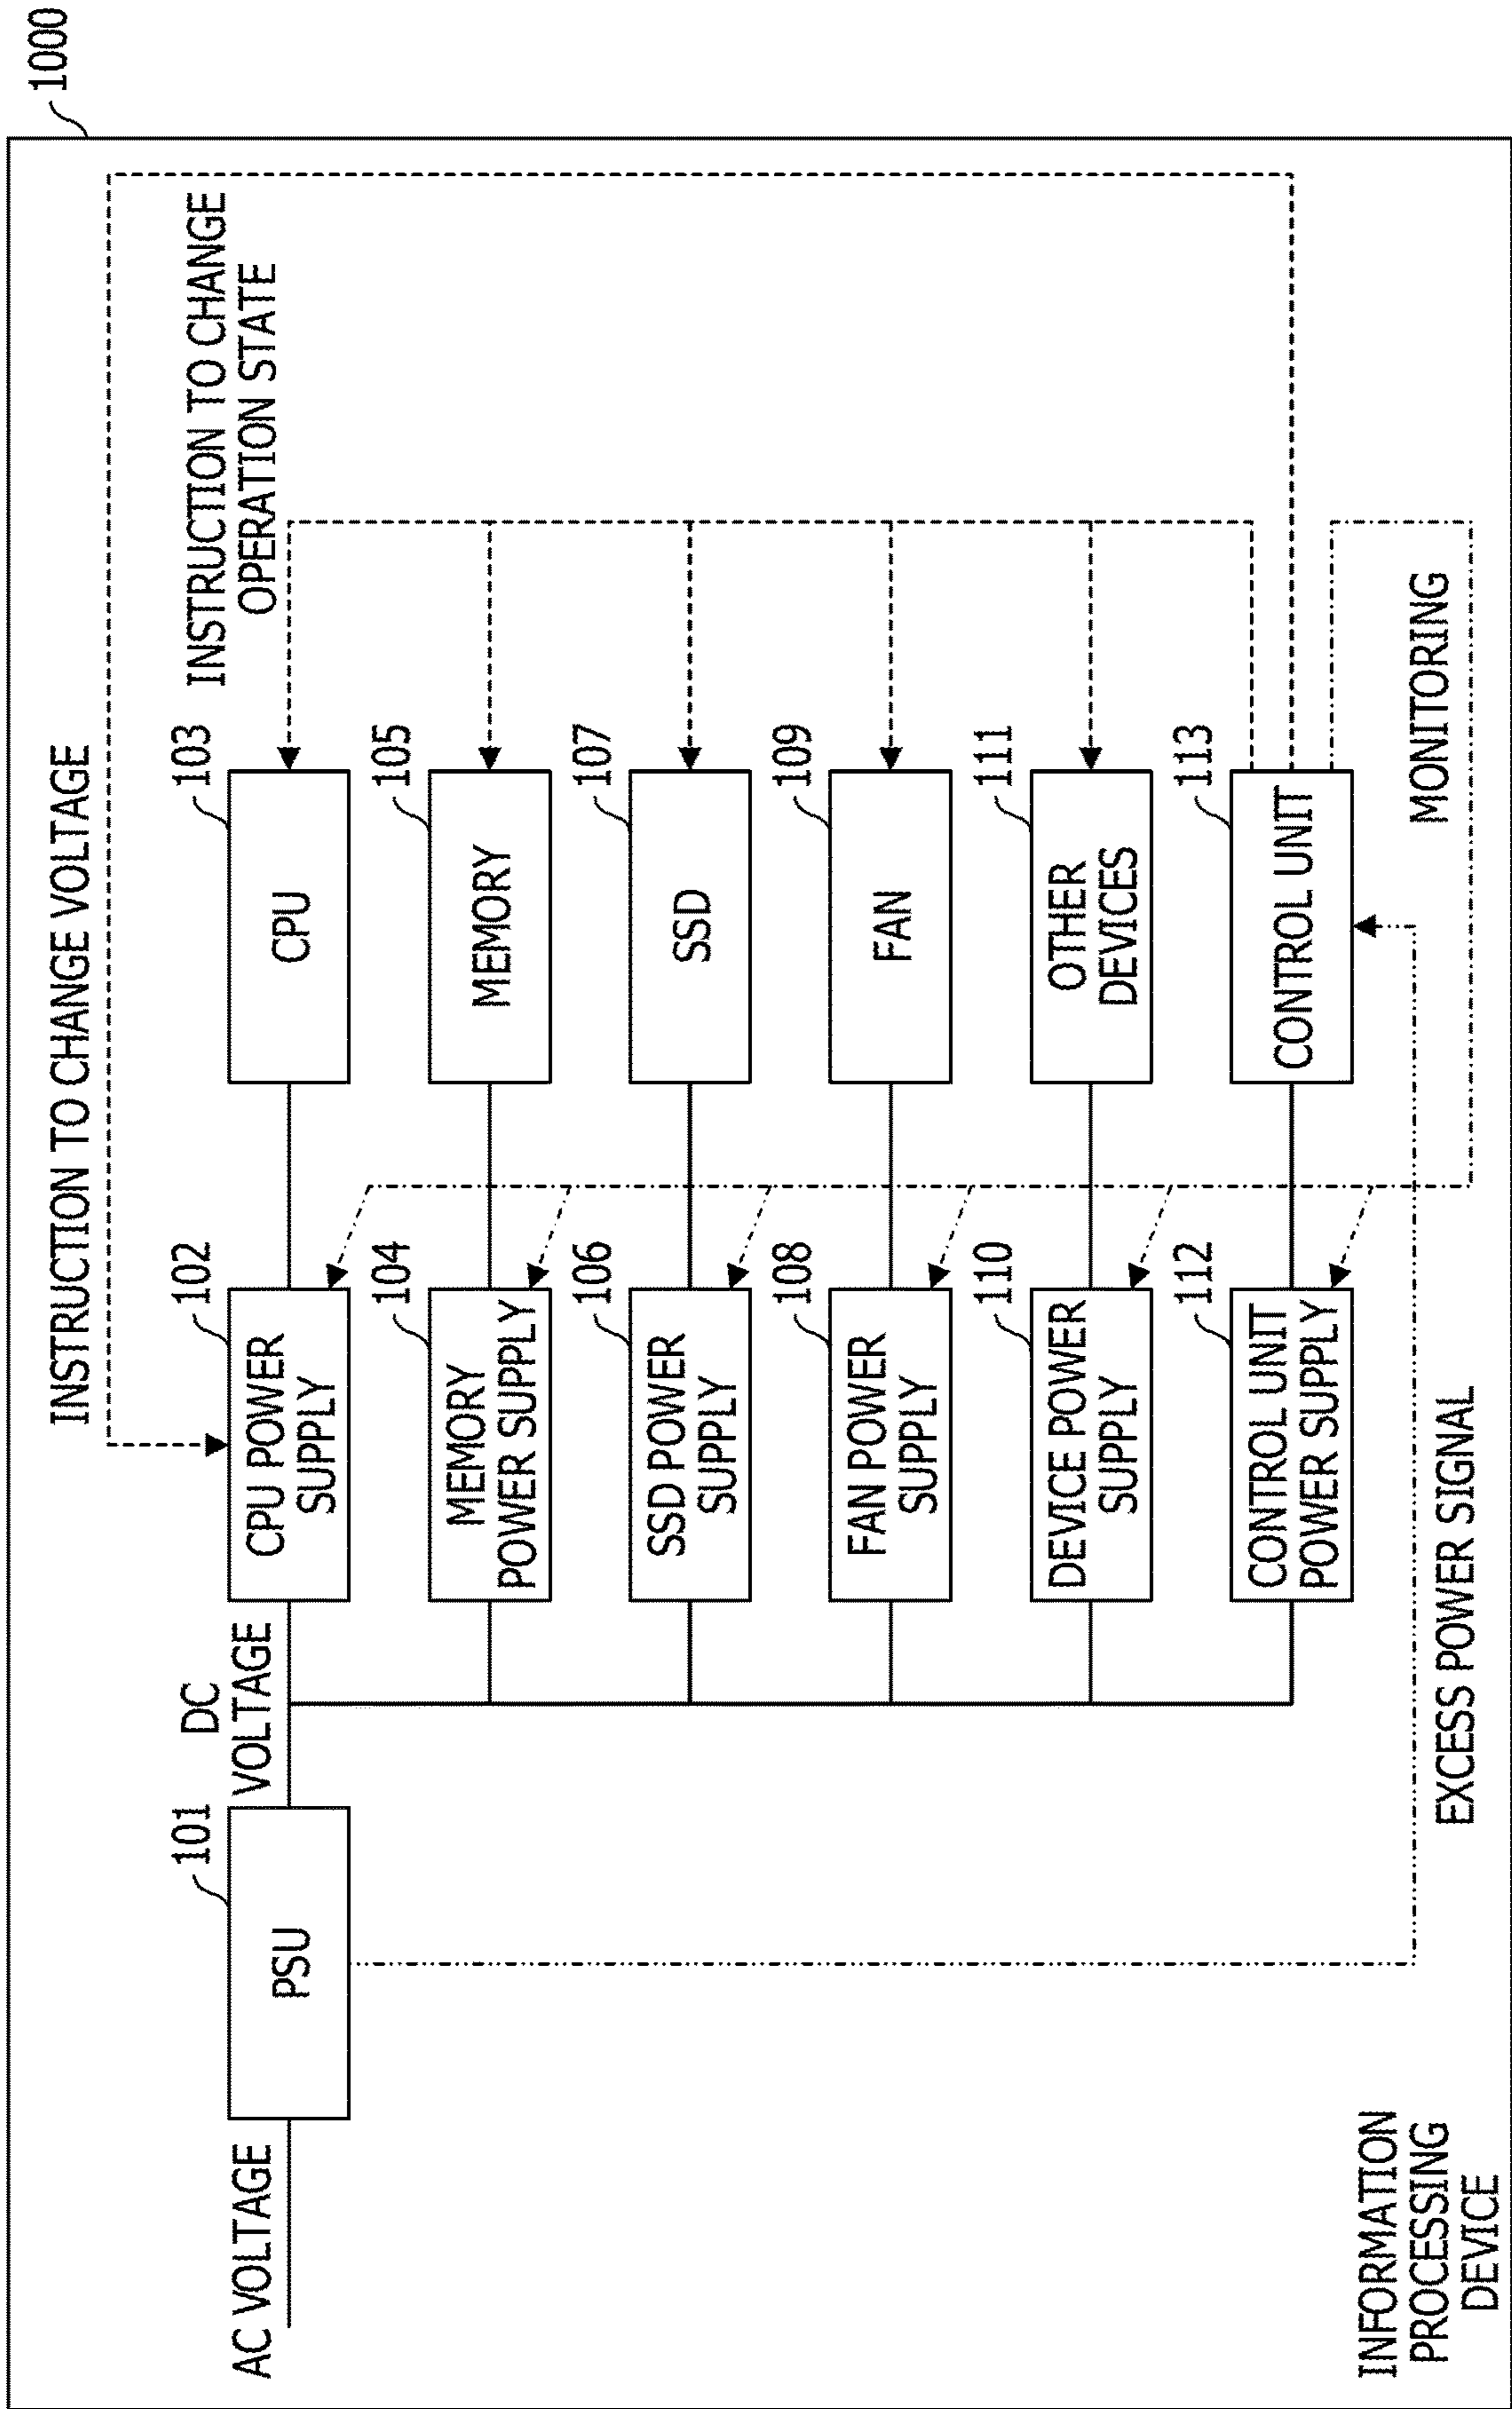 1000
INSTRUCTION TO CHANGE VOLTAGE
INSTRUCTION TO CHANGE
OPERATION STATE
AC VOLTAGE
101
PSU
DC
VOLTAGE
102
CPU POWER
SUPPLY
103
CPU
104
MEMORY
POWER SUPPLY
105
MEMORY
106
SSD POWER
SUPPLY
107
SSD
108
FAN POWER
SUPPLY
109
FAN
110
DEVICE POWER
SUPPLY
111
OTHER
DEVICES
112
CONTROL UNIT
POWER SUPPLY
113
CONTROL UNIT
MONITORING
EXCESS POWER SIGNAL
INFORMATION
PROCESSING
DEVICE